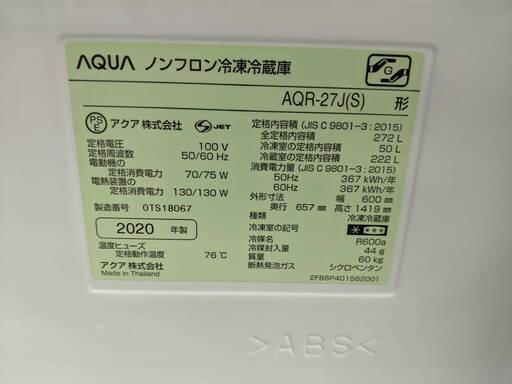 AQUA ノンフロン冷凍冷蔵庫
G
AQR-27J(S) 形
PS E アクア株式会社 S JET
定格電圧 100 V
定格周波数 50/60 Hz
電動機の
定格消費電力 70/75 W
電熱装置の
定格消費電力 130/130 W
製造番号 0TS1B067
2020 年製
温度ヒューズ
定格動作温度 76℃
アクア株式会社
Made in Thailand
定格内容積 (JIS C 9801-3 : 2015)
全定格内容積 272 L
冷凍室の定格内容積 50 L
冷蔵室の定格内容積 222 L
消費電力量 (JIS C 9801-3 : 2015)
50Hz 367 kWh/年
60Hz 367 kWh/年
外形寸法 幅 600 mm
奥行 657 mm 高さ 1419 mm
種類 冷凍冷蔵庫
冷凍室の記号
冷媒名 R600a
冷媒封入量 44 g
質量 60 kg
断熱発泡ガス シクロペンタン
2FB6P401562001
>ABS<